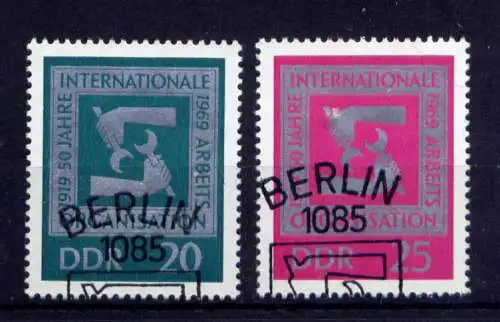 INTERNATIONALE
1919 50 JAHRE
1969 ARBEITS
ORGANISATION
DDR 20
BERLIN
1085
INTERNATIONALE
50 JAHRE
1969 ARBEITS
ORGANISATION
DDR 25
BERLIN
1085